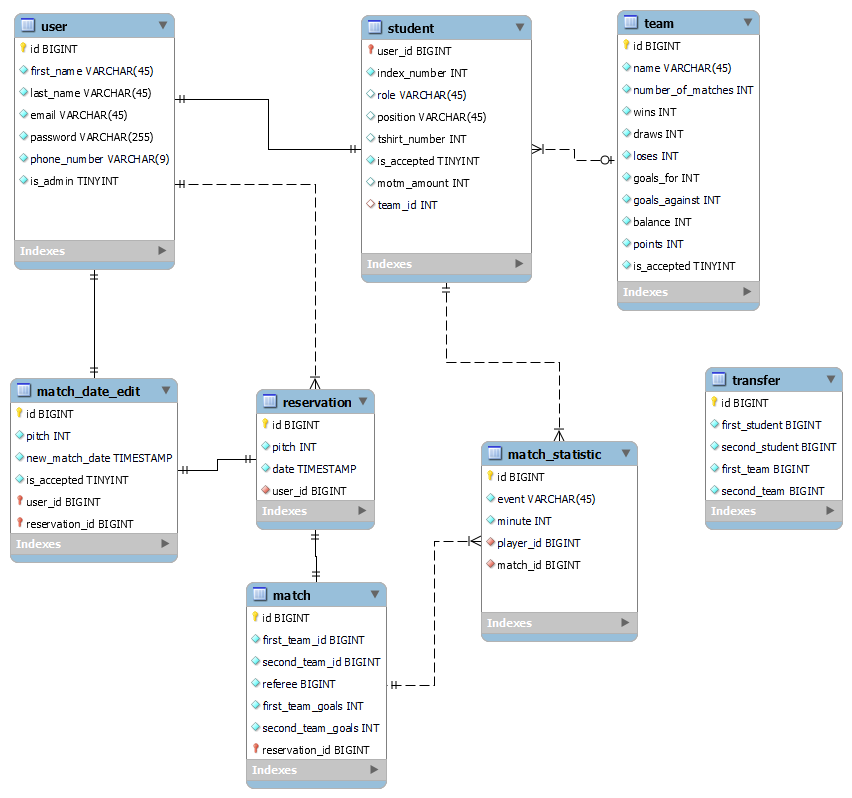 user
id BIGINT
first_name VARCHAR(45)
last_name VARCHAR(45)
email VARCHAR(45)
password VARCHAR(255)
phone_number VARCHAR(9)
is_admin TINYINT
Indexes
student
user_id BIGINT
index_number INT
role VARCHAR(45)
position VARCHAR(45)
tshirt_number INT
is_accepted TINYINT
motm_amount INT
team_id INT
Indexes
team
id BIGINT
name VARCHAR(45)
number_of_matches INT
wins INT
draws INT
loses INT
goals_for INT
goals_against INT
balance INT
points INT
is_accepted TINYINT
Indexes
match_date_edit
id BIGINT
pitch INT
new_match_date TIMESTAMP
is_accepted TINYINT
user_id BIGINT
reservation_id BIGINT
Indexes
reservation
id BIGINT
pitch INT
date TIMESTAMP
user_id BIGINT
Indexes
match_statistic
id BIGINT
event VARCHAR(45)
minute INT
player_id BIGINT
match_id BIGINT
Indexes
transfer
id BIGINT
first_student BIGINT
second_student BIGINT
first_team BIGINT
second_team BIGINT
Indexes
match
id BIGINT
first_team_id BIGINT
second_team_id BIGINT
referee BIGINT
first_team_goals INT
second_team_goals INT
reservation_id BIGINT
Indexes